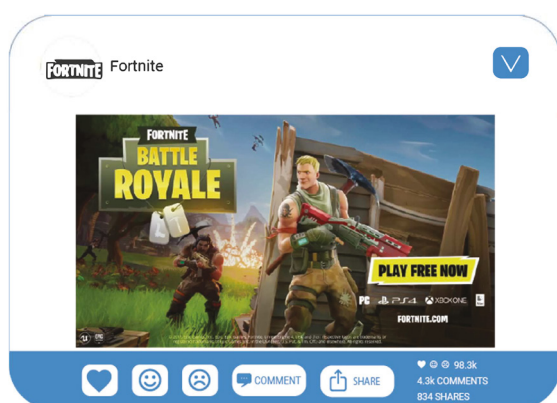 FORTNITE
Fortnite
FORTNITE
BATTLE
ROYALE
PLAY FREE NOW
PC PS4 XBOX ONE
FORTNITE.COM
COMMENT
SHARE
98.3k
4.3k COMMENTS
834 SHARES